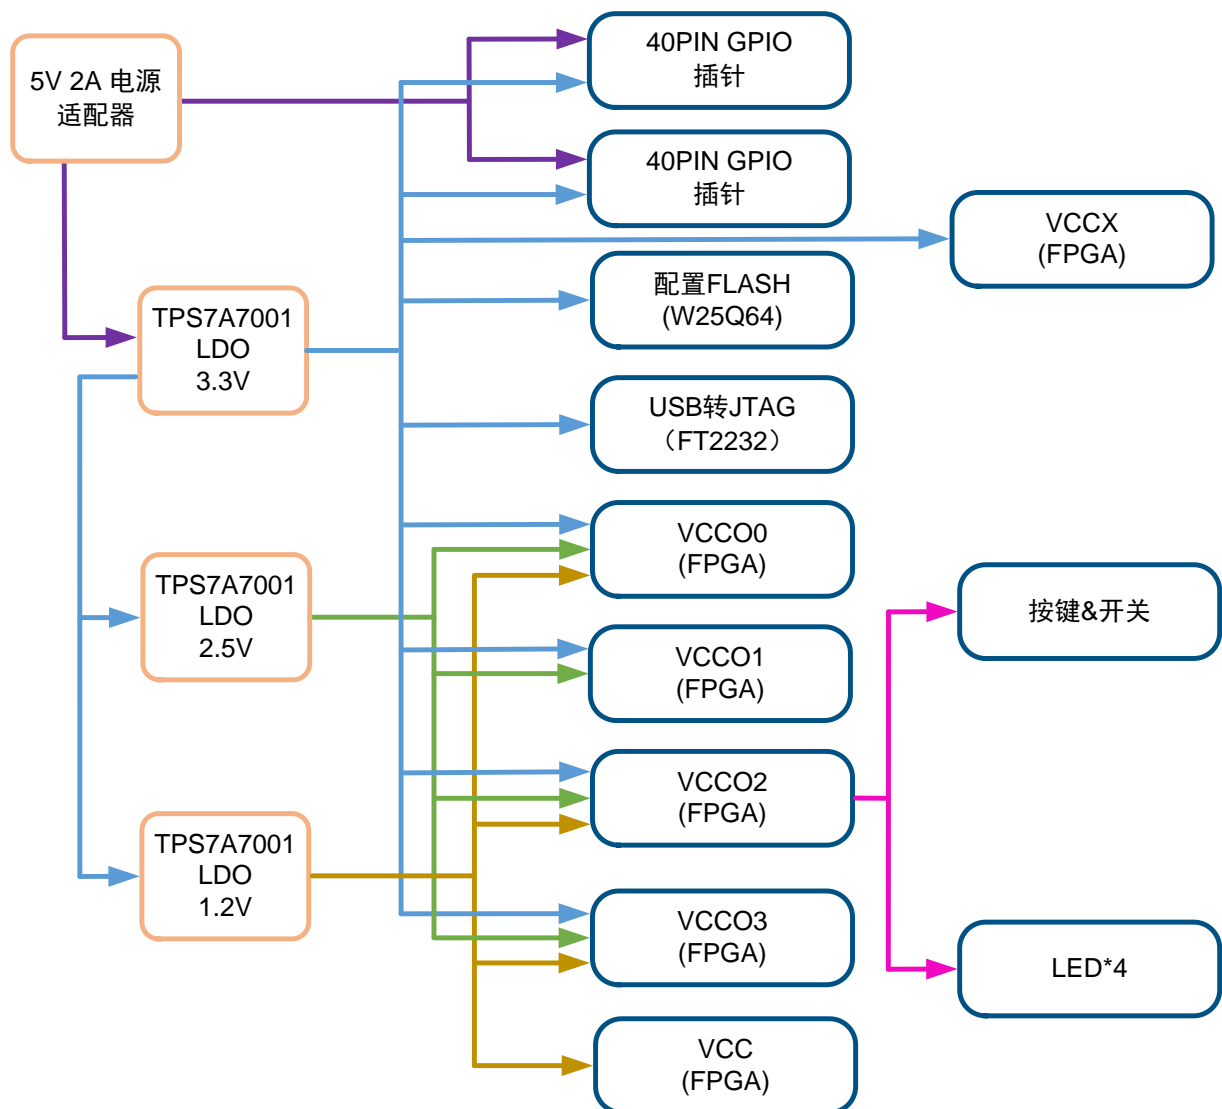 5V 2A 电源
适配器
40PIN GPIO
插针
40PIN GPIO
插针
VCCX
(FPGA)
TPS7A7001
LDO
3.3V
配置FLASH
(W25Q64)
USB转JTAG
（FT2232）
VCCO0
(FPGA)
TPS7A7001
LDO
2.5V
按键&开关
VCCO1
(FPGA)
VCCO2
(FPGA)
TPS7A7001
LDO
1.2V
VCCO3
(FPGA)
LED*4
VCC
(FPGA)